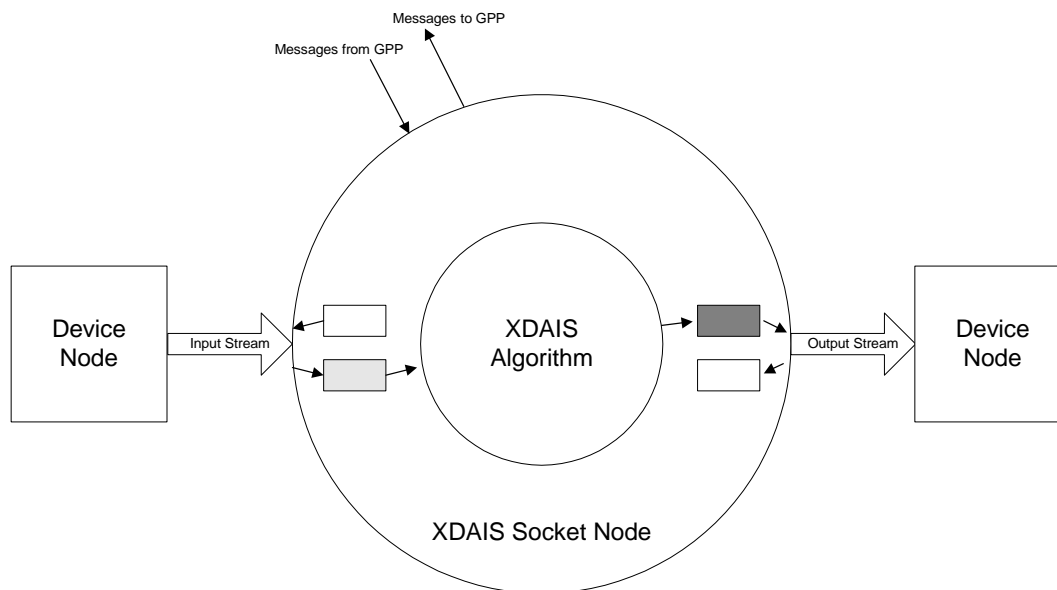 Messages to GPP
Messages from GPP
Device
Node
Input Stream
XDAIS
Algorithm
Output Stream
Device
Node
XDAIS Socket Node